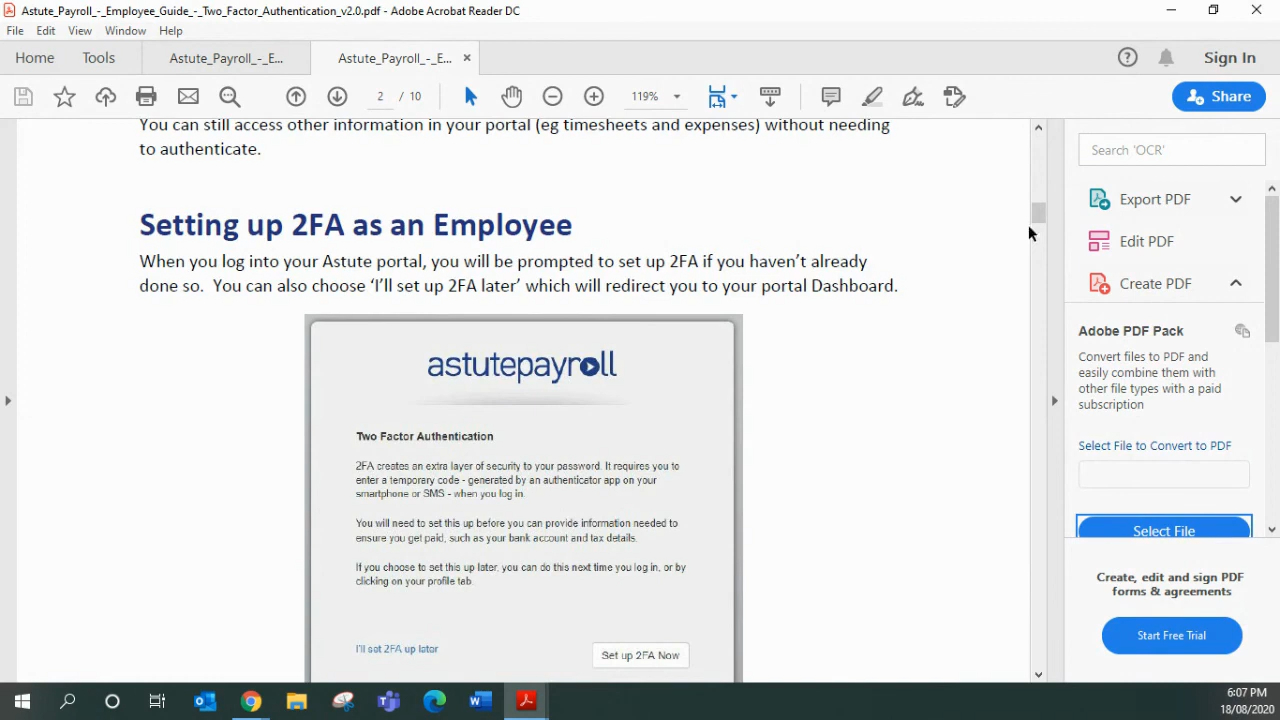 Astute_Payroll_-_Employee_Guide_-_Two_Factor_Authentication_v2.0.pdf - Adobe Acrobat Reader DC
File Edit View Window Help
Home Tools Astute_Payroll_-_E... Astute_Payroll_-_E... ×
2 / 10 119% Sign In
Share
You can still access other information in your portal (eg timesheets and expenses) without needing
to authenticate.
Setting up 2FA as an Employee
When you log into your Astute portal, you will be prompted to set up 2FA if you haven’t already
done so. You can also choose ‘I’ll set up 2FA later’ which will redirect you to your portal Dashboard.
astutepayroll
Two Factor Authentication
2FA creates an extra layer of security to your password. It requires you to
enter a temporary code - generated by an authenticator app on your
smartphone or SMS - when you log in.
You will need to set this up before you can provide information needed to
ensure you get paid, such as your bank account and tax details.
If you choose to set this up later, you can do this next time you log in, or by
clicking on your profile tab.
I'll set 2FA up later
Set up 2FA Now
Search 'OCR'
Export PDF
Edit PDF
Create PDF
Adobe PDF Pack
Convert files to PDF and
easily combine them with
other file types with a paid
subscription
Select File to Convert to PDF
Select File
Create, edit and sign PDF
forms & agreements
Start Free Trial
6:07 PM
18/08/2020